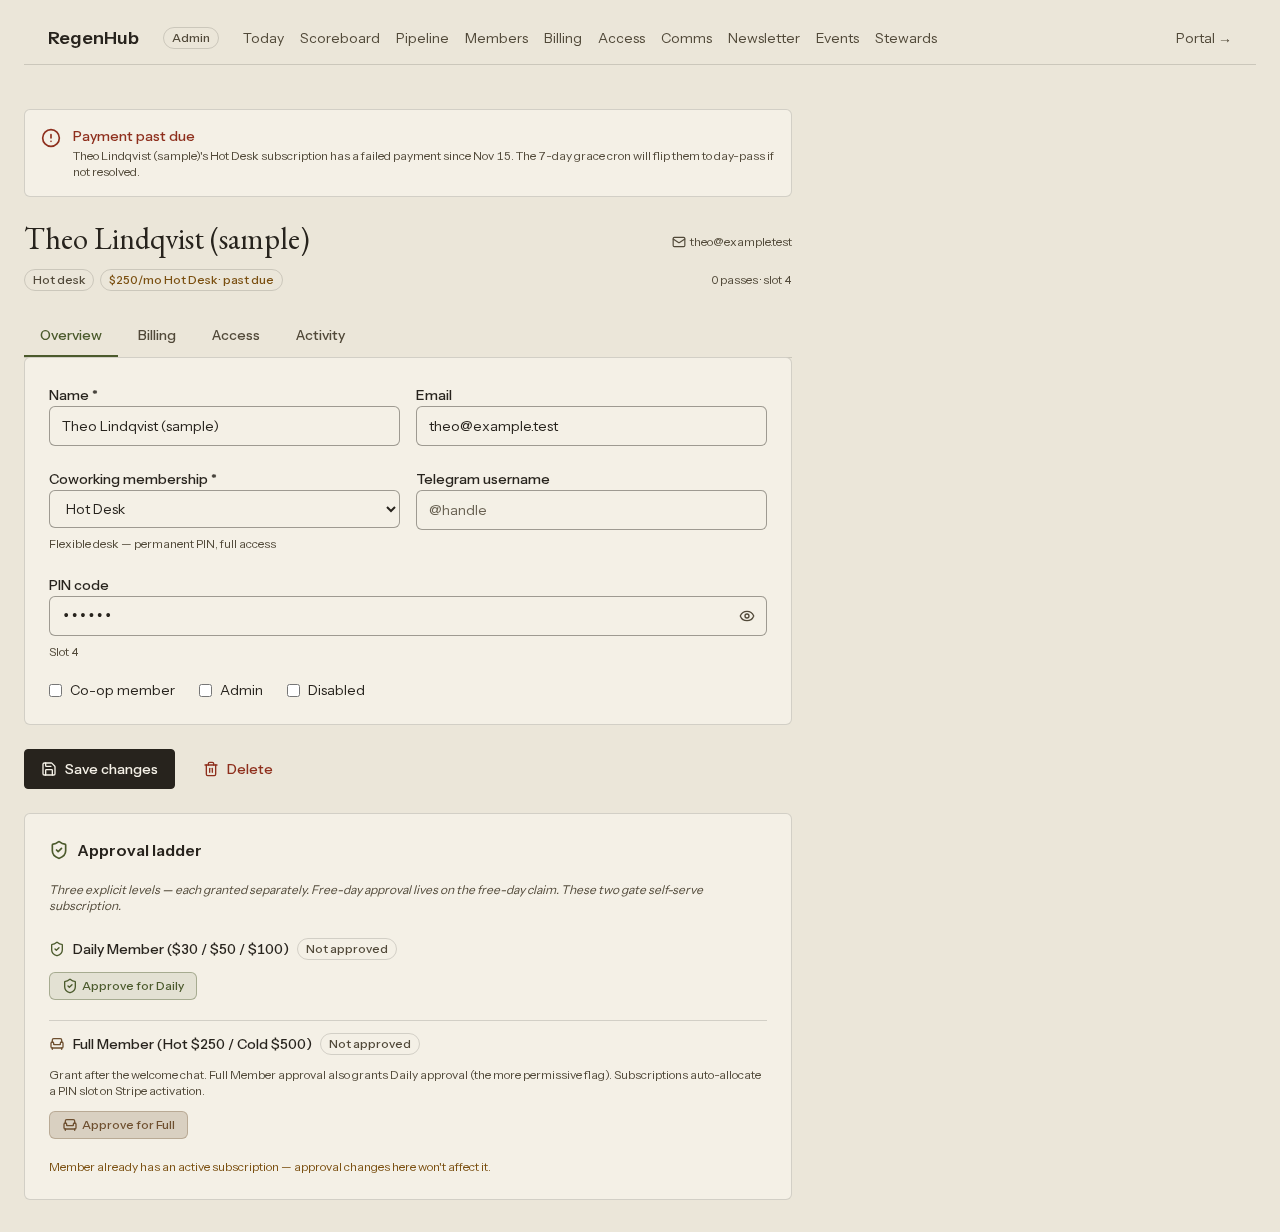 RegenHub Admin Today Scoreboard Pipeline Members Billing Access Comms Newsletter Events Stewards Portal →
Payment past due
Theo Lindqvist (sample)'s Hot Desk subscription has a failed payment since Nov 15. The 7-day grace cron will flip them to day-pass if
not resolved.
Theo Lindqvist (sample)
theo@example.test
Hot desk $250/mo Hot Desk · past due
0 passes · slot 4
Overview Billing Access Activity
Name * Email
Theo Lindqvist (sample) theo@example.test
Coworking membership * Telegram username
Hot Desk @handle
Flexible desk — permanent PIN, full access
PIN code
••••••
Slot 4
Co-op member Admin Disabled
Save changes Delete
Approval ladder
Three explicit levels — each granted separately. Free-day approval lives on the free-day claim. These two gate self-serve
subscription.
Daily Member ($30 / $50 / $100) Not approved
Approve for Daily
Full Member (Hot $250 / Cold $500) Not approved
Grant after the welcome chat. Full Member approval also grants Daily approval (the more permissive flag). Subscriptions auto-allocate
a PIN slot on Stripe activation.
Approve for Full
Member already has an active subscription — approval changes here won't affect it.